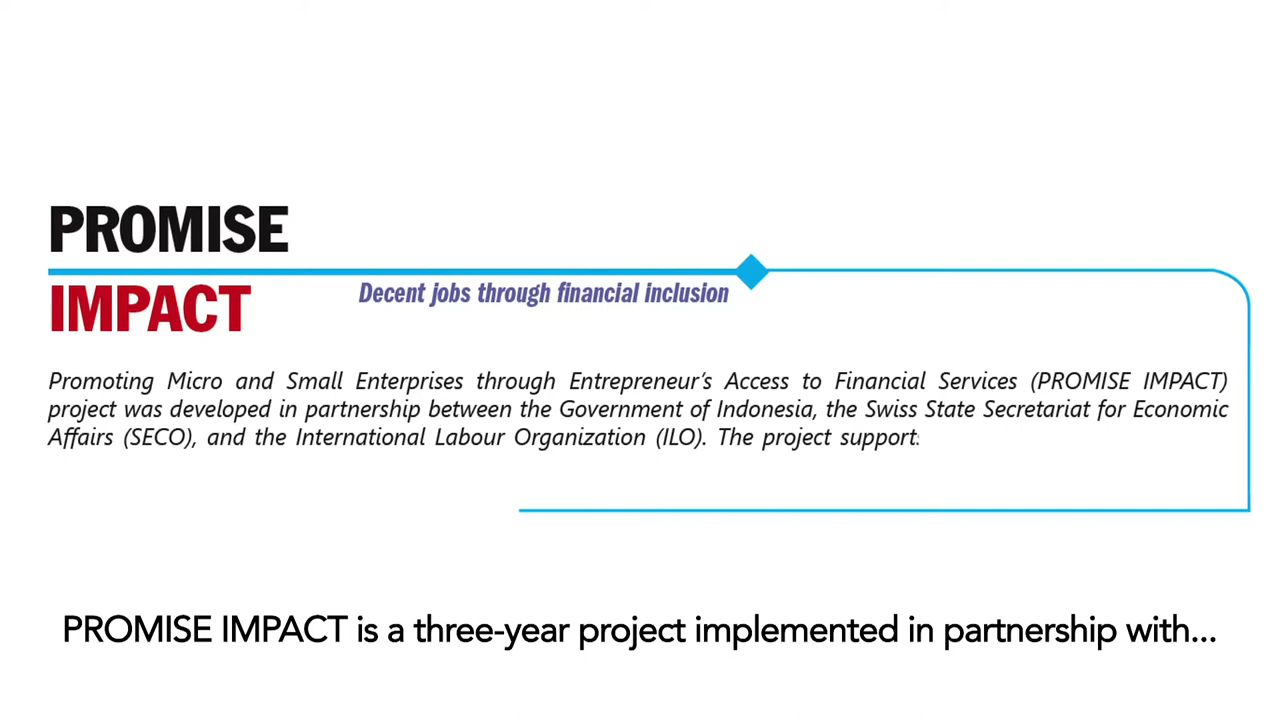 PROMISE
IMPACT
Decent jobs through financial inclusion
Promoting Micro and Small Enterprises through Entrepreneur's Access to Financial Services (PROMISE IMPACT)
project was developed in partnership between the Government of Indonesia, the Swiss State Secretariat for Economic
Affairs (SECO), and the International Labour Organization (ILO). The project support
PROMISE IMPACT is a three-year project implemented in partnership with...